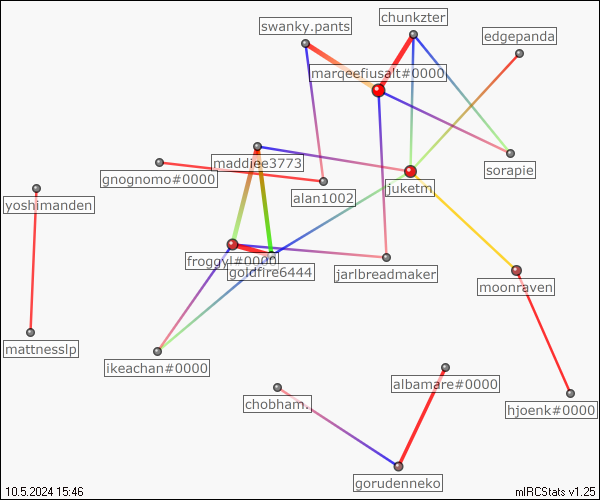 chunkzter
swanky.pants
edgepanda
marqeefiusalt#0000
maddiee3773
sorapie
gnognomo#0000
juketm
alan1002
yoshimanden
froggyj#0000
goldfire6444
jarlbreadmaker
moonraven
mattnesslp
ikeachan#0000
albamare#0000
chobham.
hjoenk#0000
gorudenneko
10.5.2024 15:46
mIRCStats v1.25